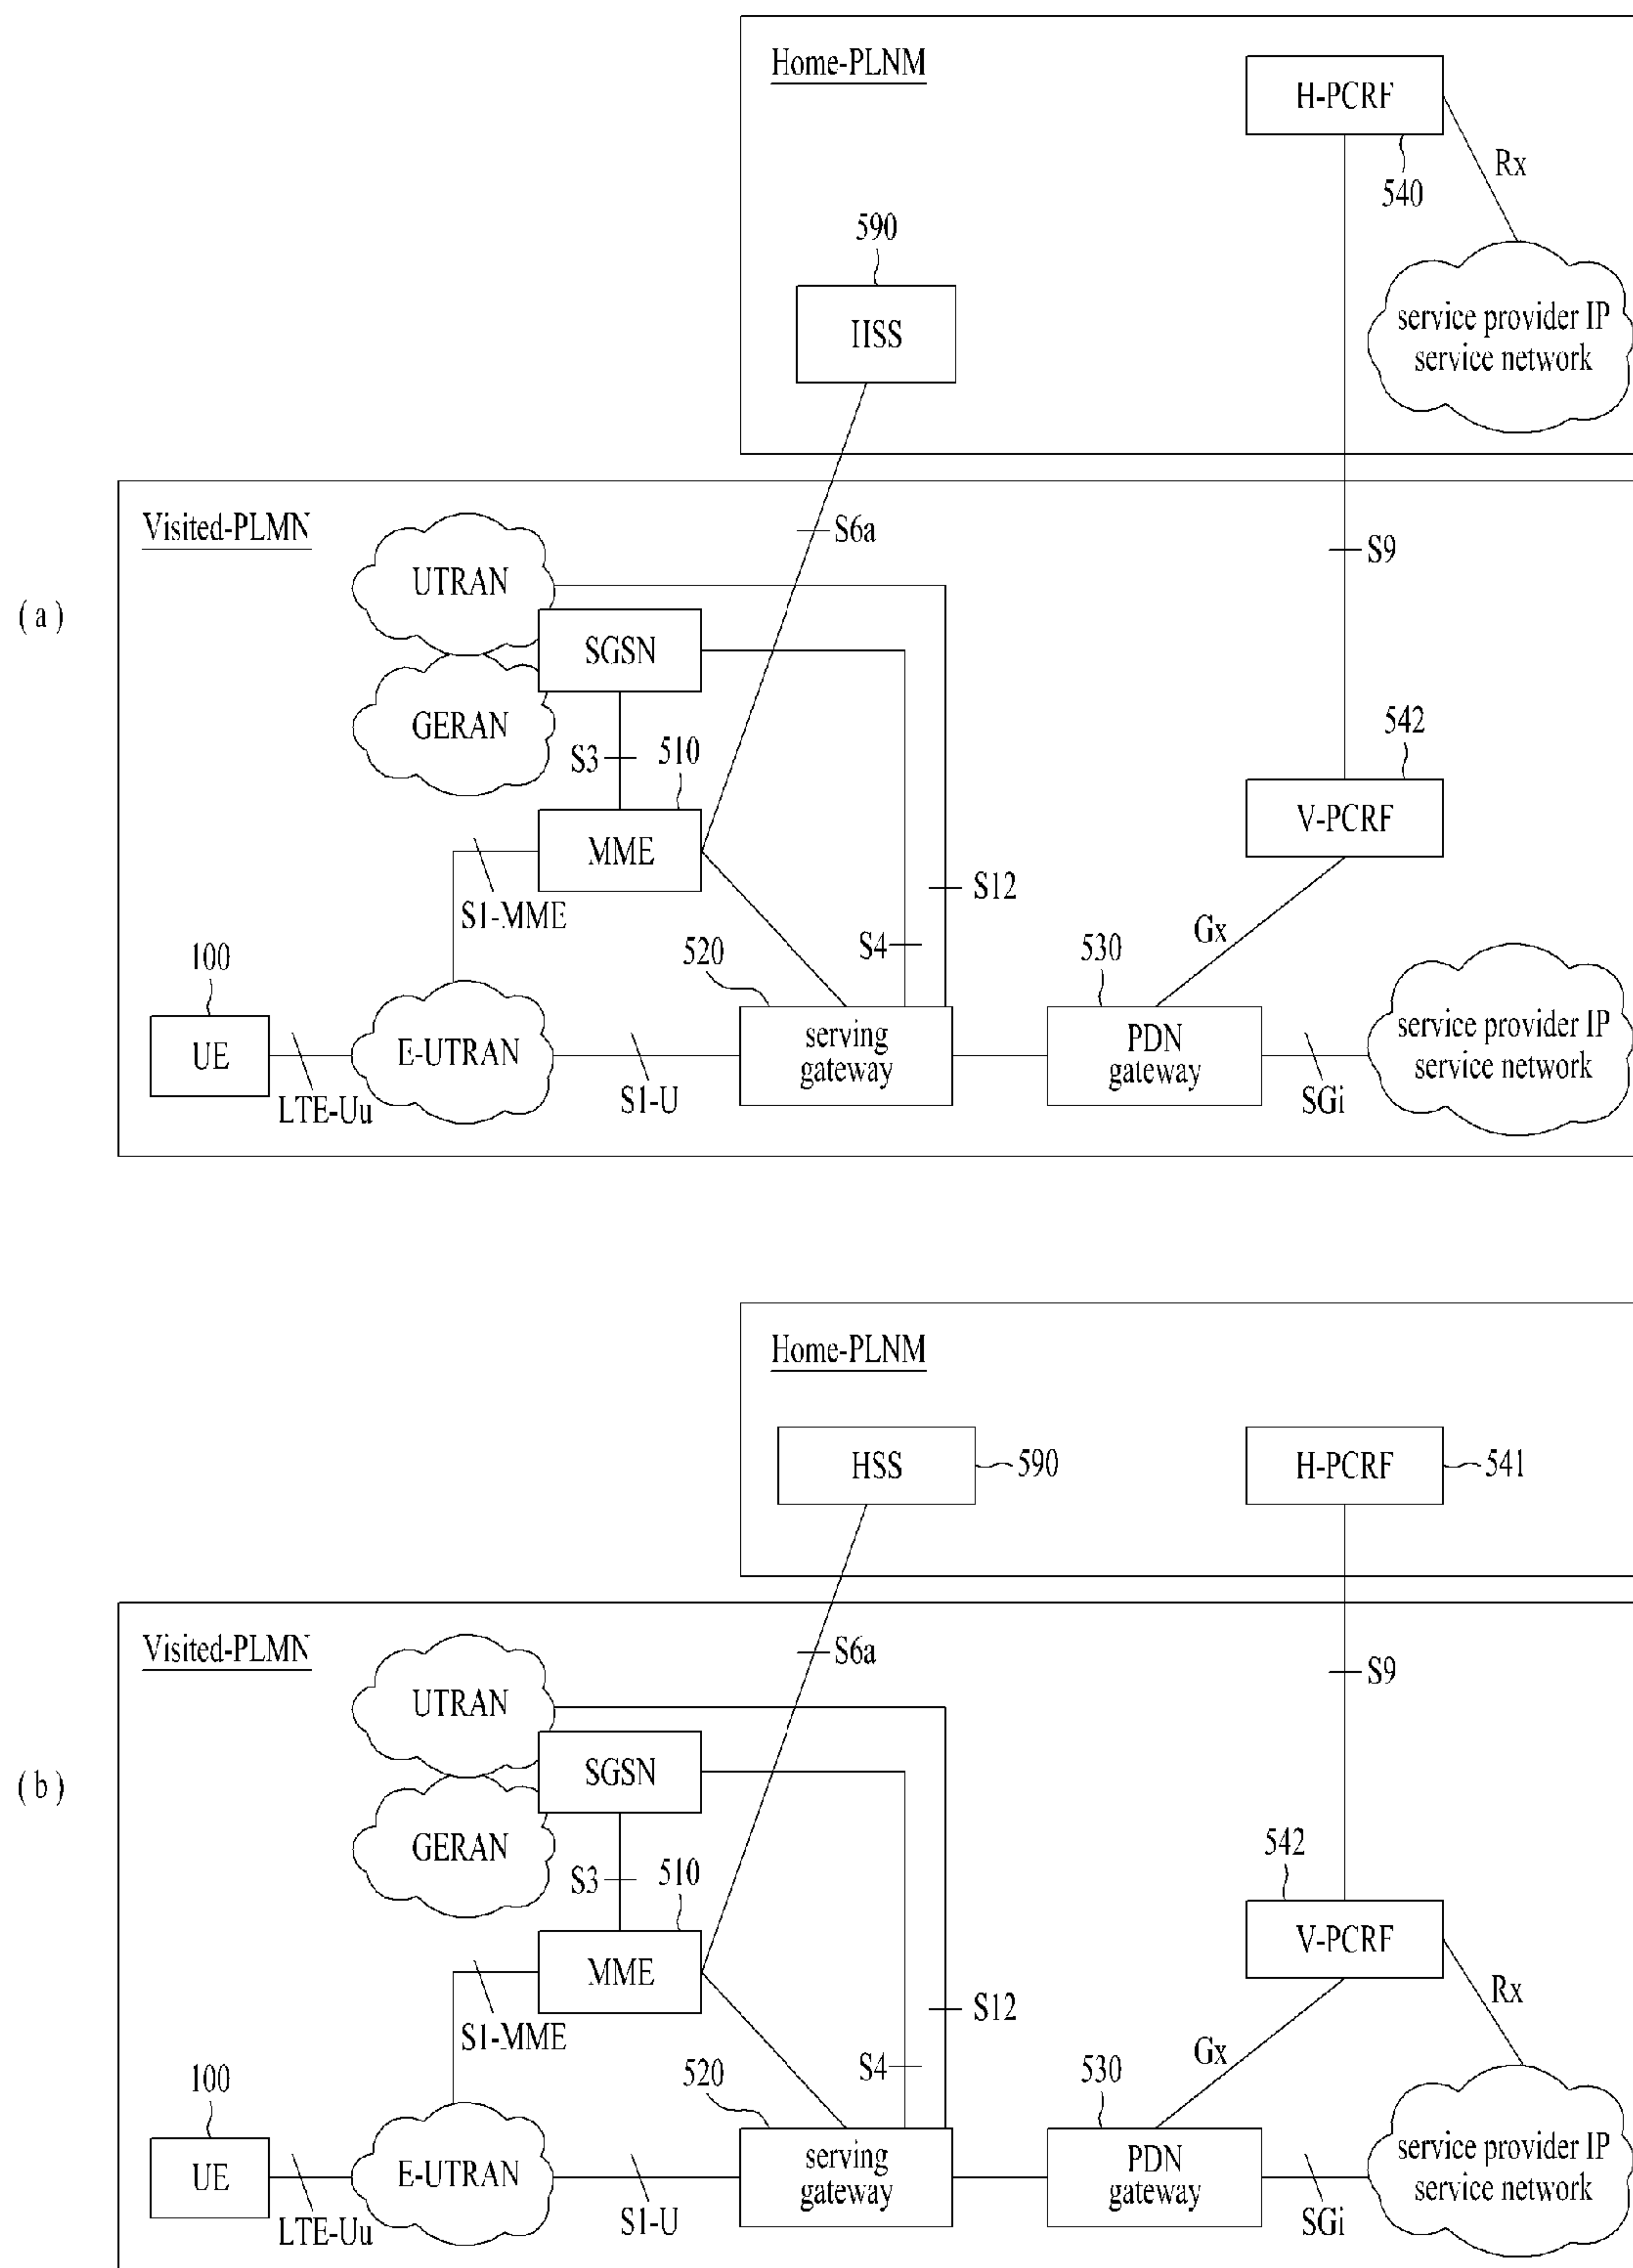 Home-PLNM
H-PCRF
540
Rx
590
HSS
service provider IP
service network
(a)
Visited-PLMN
S6a
S9
UTRAN
SGSN
GERAN
S3
510
542
MME
V-PCRF
S1-MME
S12
S4
Gx
100
520
530
UE
E-UTRAN
serving
gateway
PDN
gateway
service provider IP
service network
LTE-Uu
S1-U
SGi
Home-PLNM
HSS
590
H-PCRF
541
(b)
Visited-PLMN
S6a
S9
UTRAN
SGSN
GERAN
S3
510
542
MME
V-PCRF
S1-MME
S12
Rx
S4
Gx
100
520
530
UE
E-UTRAN
serving
gateway
PDN
gateway
service provider IP
service network
LTE-Uu
S1-U
SGi